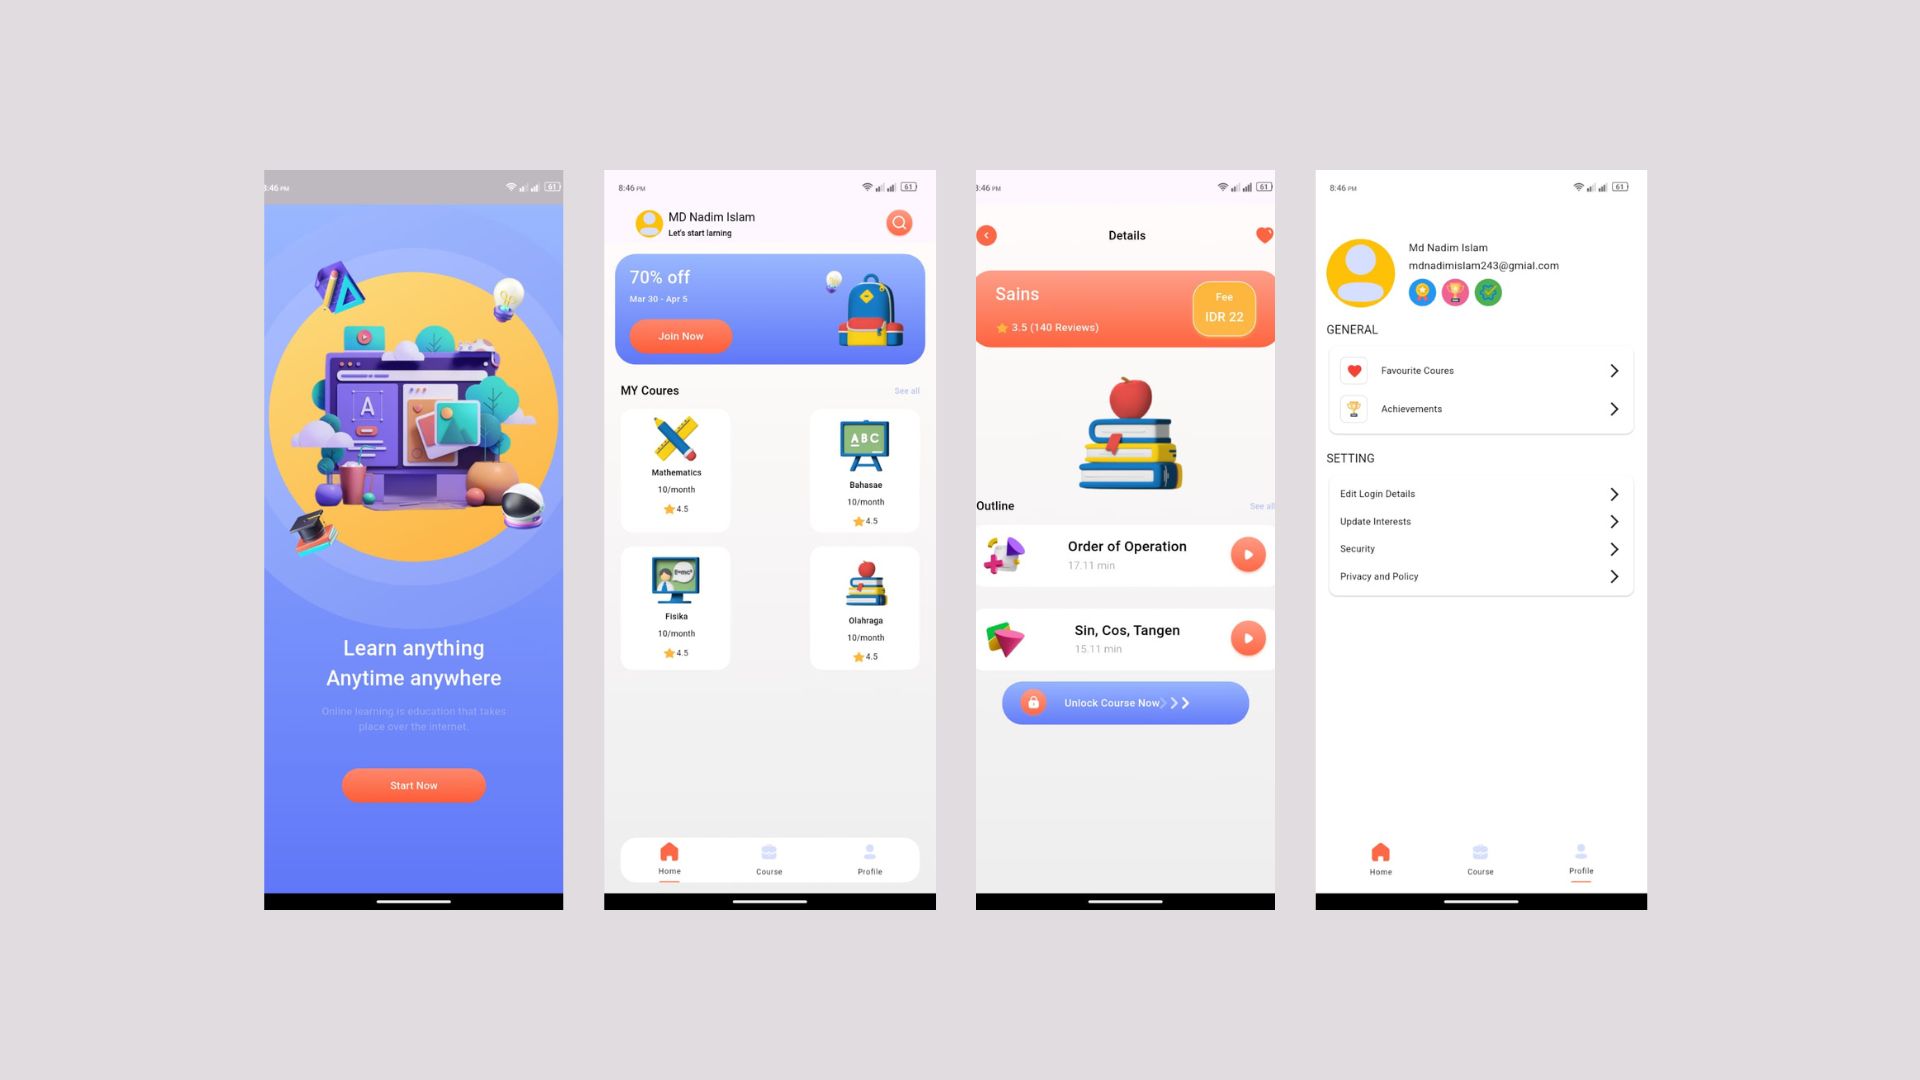 3:46 PM
61
Learn anything
Anytime anywhere
Online learning is education that takes
place over the internet.
Start Now
8:46 PM
61
MD Nadim Islam
Let's start larning
70% off
Mar 30 - Apr 5
Join Now
MY Coures
See all
Mathematics
10/month
4.5
ABC
Bahasae
10/month
4.5
E=mc²
Fisika
10/month
4.5
Olahraga
10/month
4.5
Home
Course
Profile
3:46 PM
61
Details
Sains
3.5 (140 Reviews)
Fee
IDR 22
Outline
See all
Order of Operation
17.11 min
Sin, Cos, Tangen
15.11 min
Unlock Course Now
8:46 PM
61
Md Nadim Islam
mdnadimislam243@gmial.com
GENERAL
Favourite Coures
Achievements
SETTING
Edit Login Details
Update Interests
Security
Privacy and Policy
Home
Course
Profile